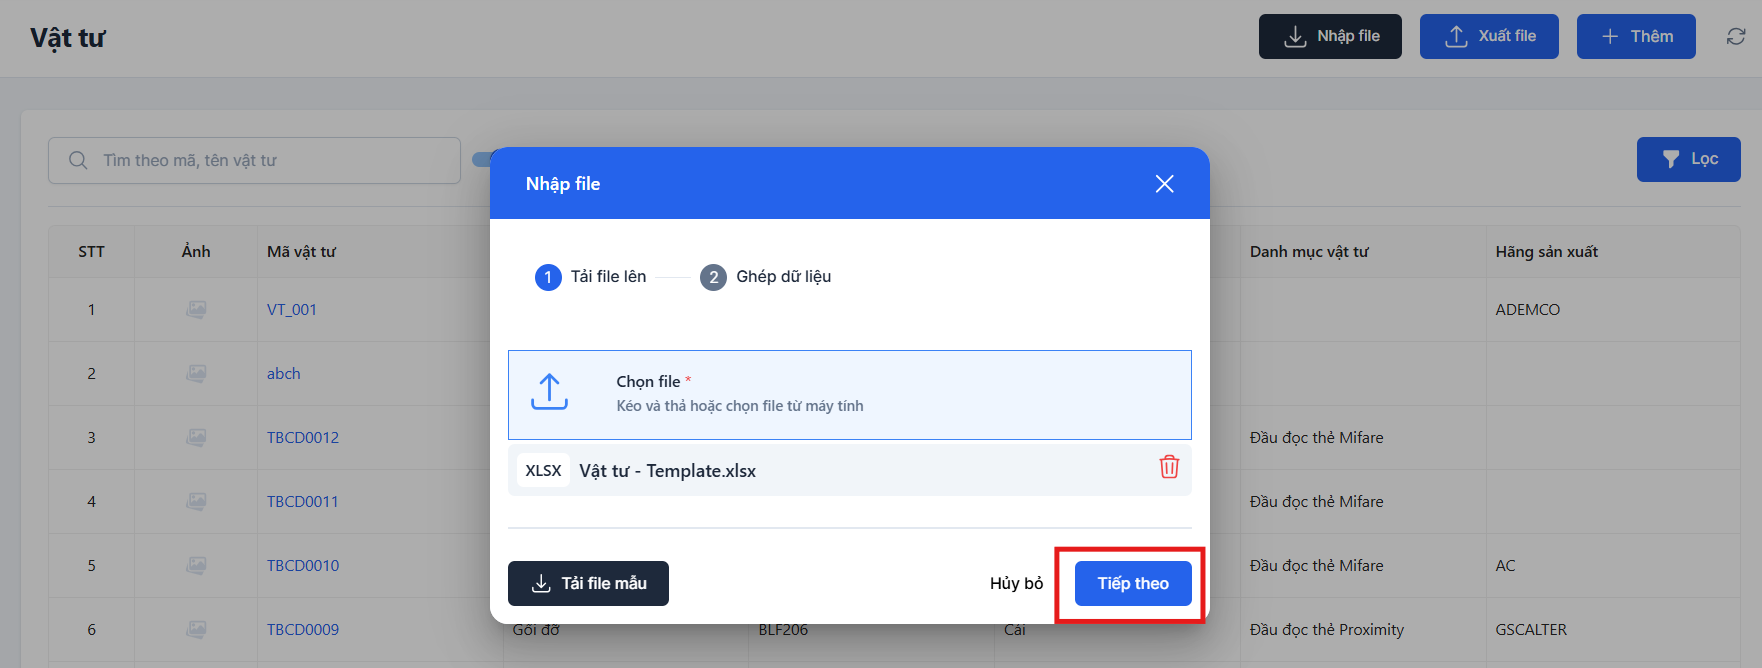 Vật tư
Nhập file
Xuất file
Thêm
Tìm theo mã, tên vật tư
Lọc
Nhập file
1 Tải file lên
2 Ghép dữ liệu
Chọn file *
Kéo và thả hoặc chọn file từ máy tính
XLSX Vật tư - Template.xlsx
Tải file mẫu
Hủy bỏ
Tiếp theo
STT Ảnh Mã vật tư Danh mục vật tư Hãng sản xuất
1 VT_001 ADEMCO
2 abch
3 TBCD0012 Đầu đọc thẻ Mifare
4 TBCD0011 Đầu đọc thẻ Mifare
5 TBCD0010 Đầu đọc thẻ Mifare AC
6 TBCD0009 Gối đỡ BLF206 Cái Đầu đọc thẻ Proximity GSCALTER